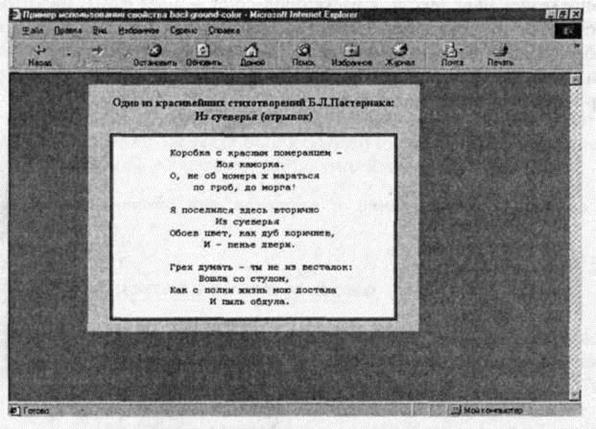 Пример использования свойства background-color - Microsoft Internet Explorer
Файл Правка Вид Избранное Сервис Справка
Назад Остановить Обновить Домой Поиск Избранное Журнал Почта Печать
Одно из красивейших стихотворений Б.Л.Пастернака:
Из суеверья (отрывок)
Коробка с красным померанцем –
Моя каморка.
О, не об номера ж мараться
по гроб, до морга!
Я поселился здесь вторично
Из суеверья
Обоев цвет, как дуб коричнев,
И – пенье двери.
Грех думать – ты не из весталок:
Вошла со стулом,
Как с полки жизнь мою достала
И пыль обдула.
Готово Мой компьютер